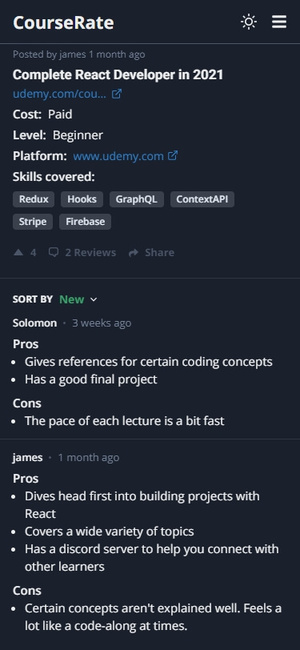 CourseRate
Posted by james 1 month ago
Complete React Developer in 2021
udemy.com/cou...
Cost: Paid
Level: Beginner
Platform: www.udemy.com
Skills covered:
Redux Hooks GraphQL ContextAPI
Stripe Firebase
4 2 Reviews Share
SORT BY New
Solomon · 3 weeks ago
Pros
• Gives references for certain coding concepts
• Has a good final project
Cons
• The pace of each lecture is a bit fast
james · 1 month ago
Pros
• Dives head first into building projects with
React
• Covers a wide variety of topics
• Has a discord server to help you connect with
other learners
Cons
• Certain concepts aren't explained well. Feels a
lot like a code-along at times.